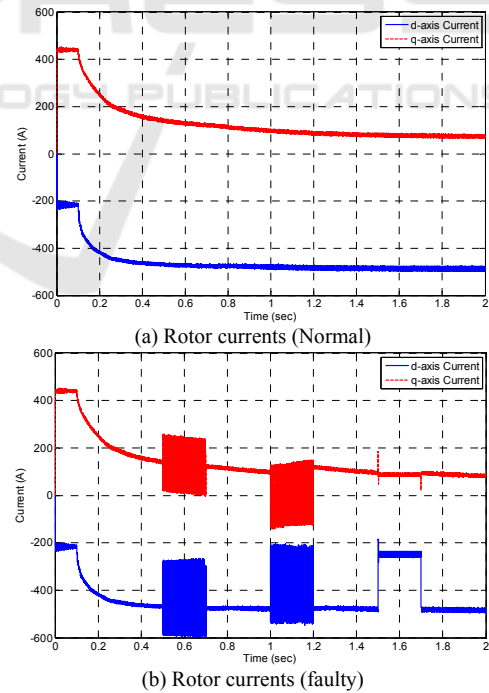 LOGY PUBLICATIONS
600
400
200
0
-200
-400
-600
Current (A)
d-axis Current
q-axis Current
0 0.2 0.4 0.6 0.8 1 1.2 1.4 1.6 1.8 2
Time (sec)
(a) Rotor currents (Normal)
600
400
200
0
-200
-400
-600
Current (A)
d-axis Current
q-axis Current
0 0.2 0.4 0.6 0.8 1 1.2 1.4 1.6 1.8 2
Time (sec)
(b) Rotor currents (faulty)